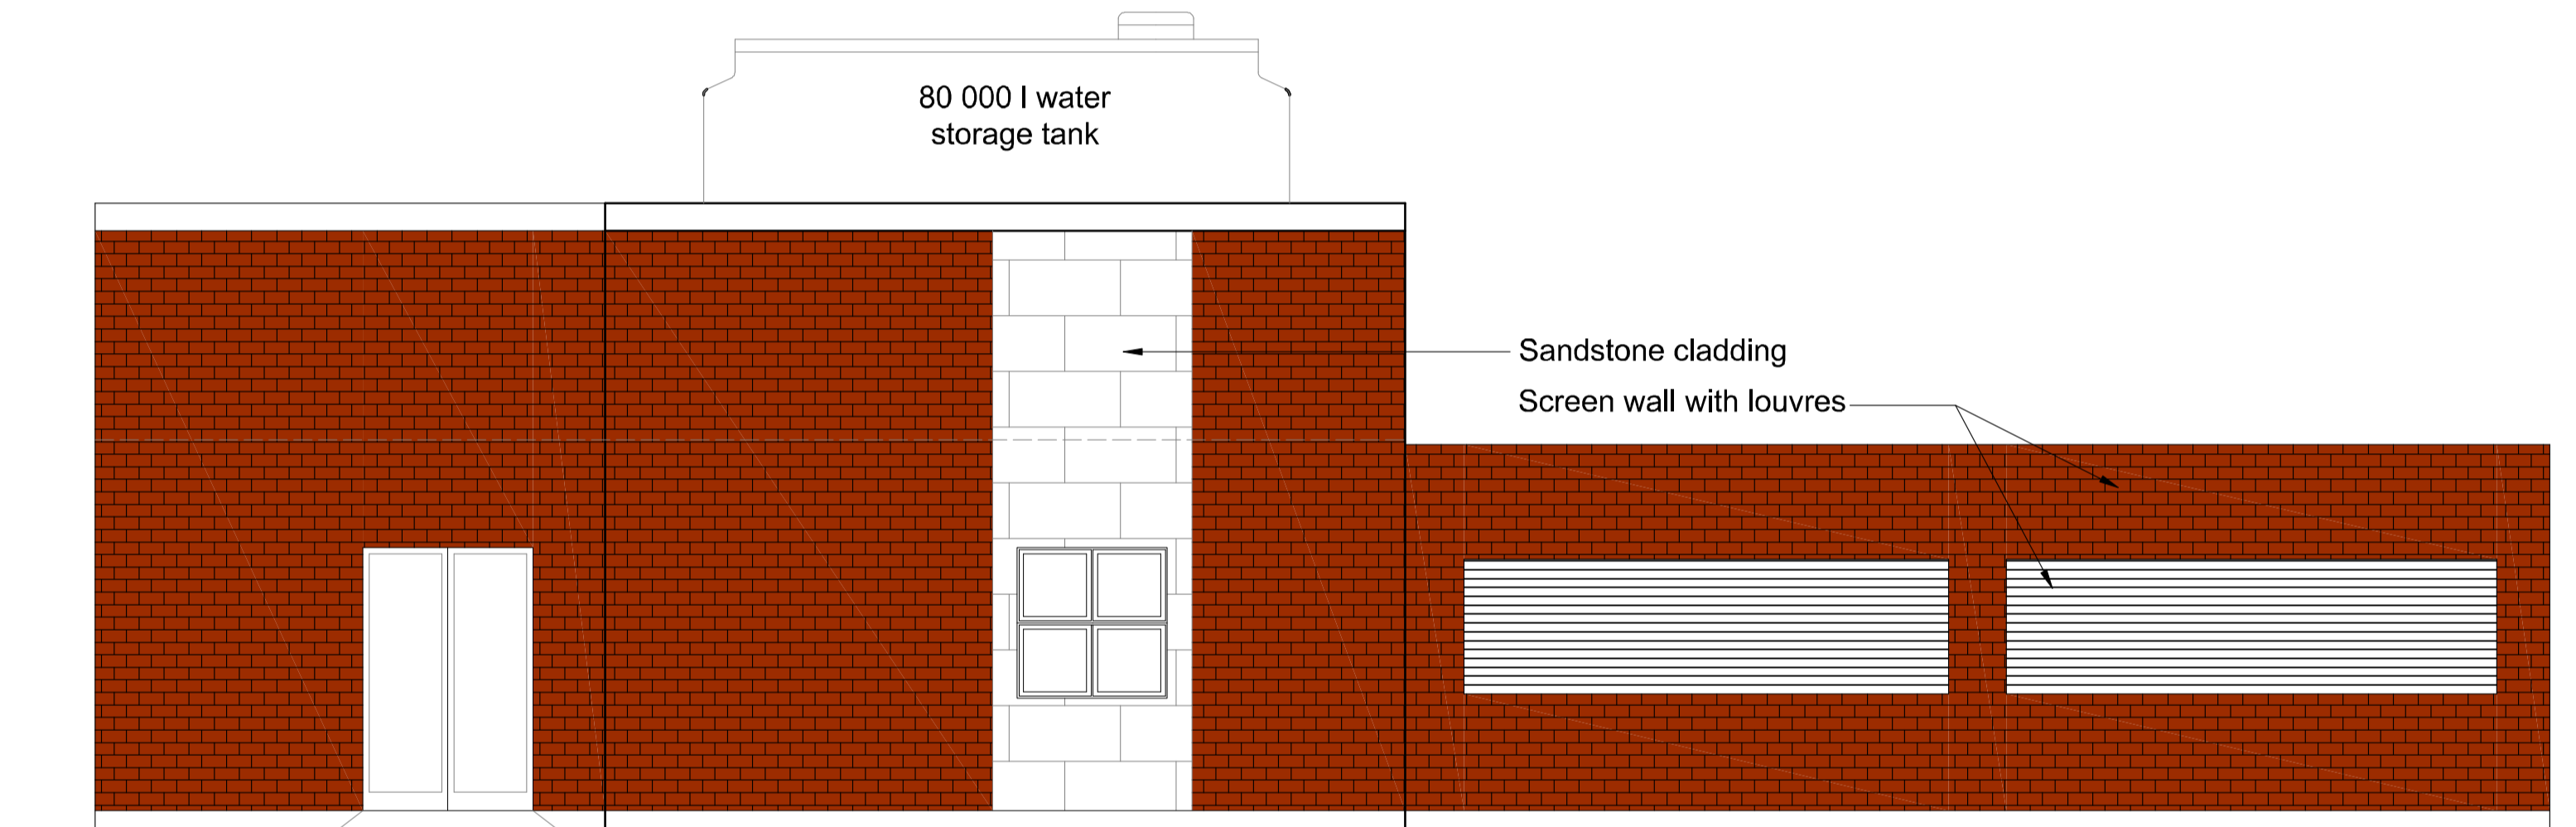 80 000 l water
storage tank
Sandstone cladding
Screen wall with louvres